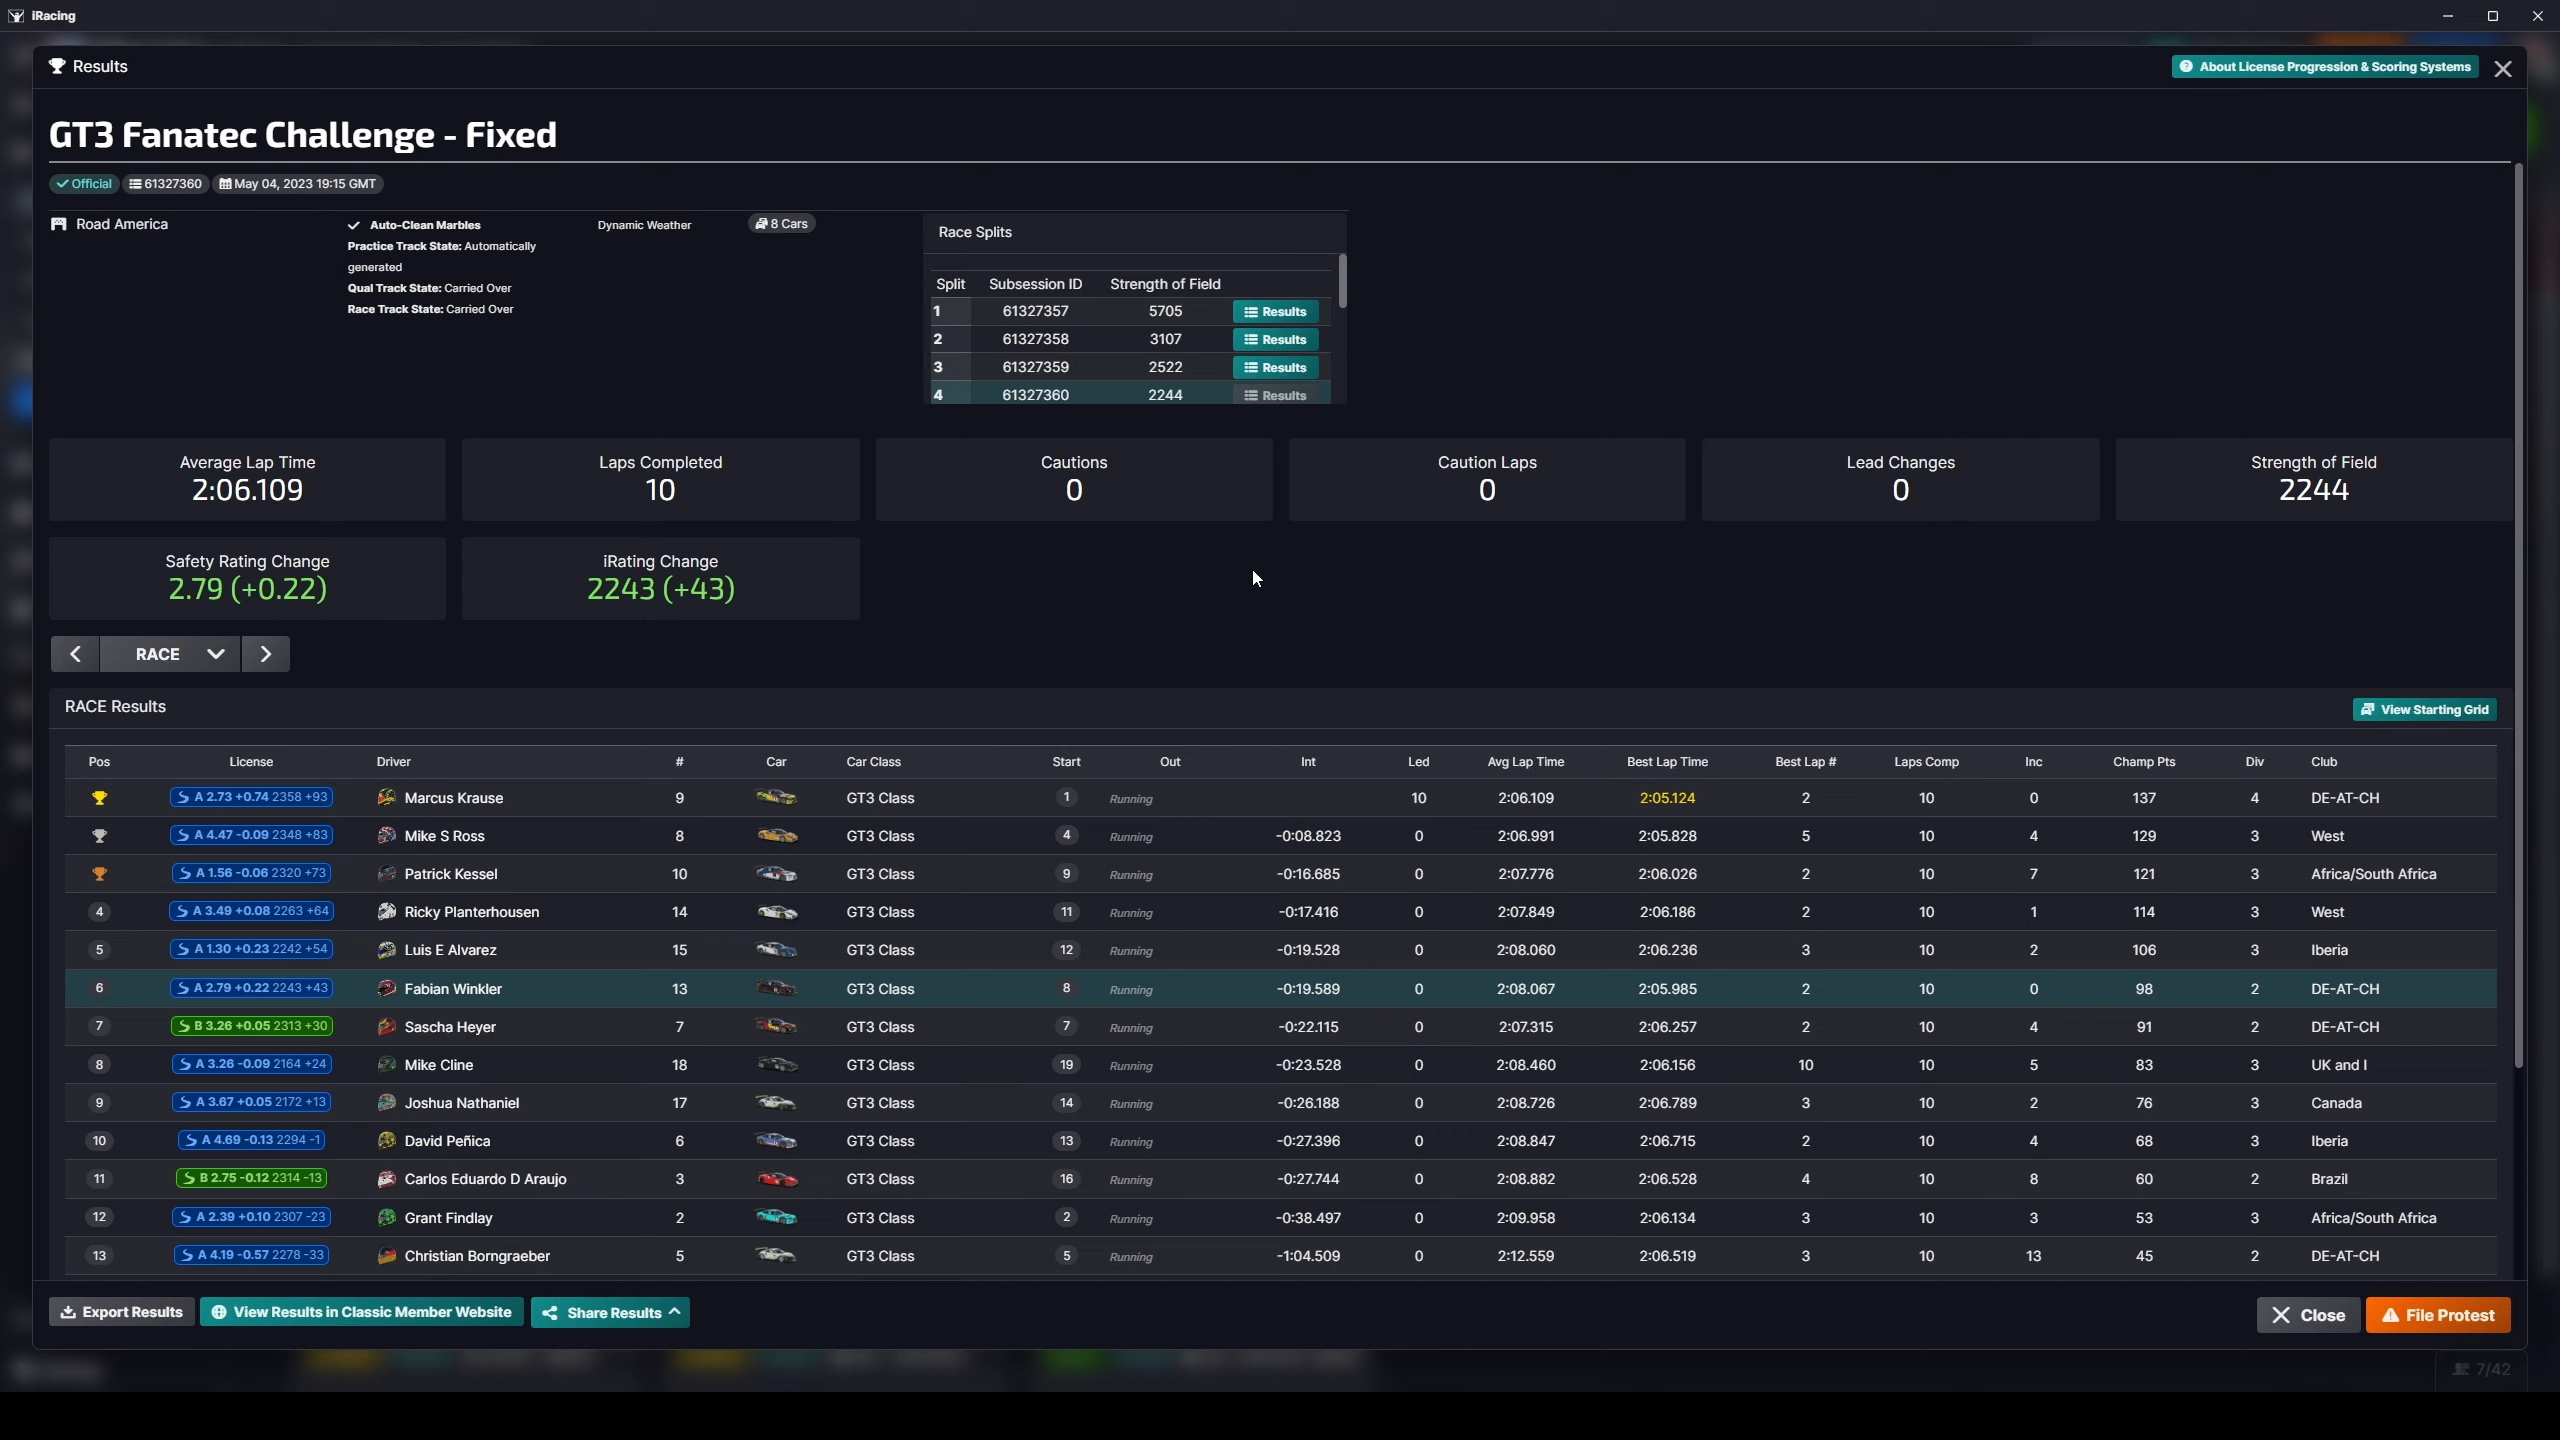 iRacing
Results
About License Progression & Scoring Systems
GT3 Fanatec Challenge - Fixed
Official 61327360 May 04, 2023 19:15 GMT
Road America
Auto-Clean Marbles
Practice Track State: Automatically
generated
Qual Track State: Carried Over
Race Track State: Carried Over
Dynamic Weather
8 Cars
Race Splits
Split Subsession ID Strength of Field
1 61327357 5705 Results
2 61327358 3107 Results
3 61327359 2522 Results
4 61327360 2244 Results
Average Lap Time
2:06.109
Laps Completed
10
Cautions
0
Caution Laps
0
Lead Changes
0
Strength of Field
2244
Safety Rating Change
2.79 (+0.22)
iRating Change
2243 (+43)
RACE
RACE Results
View Starting Grid
Pos License Driver # Car Car Class Start Out Int Led Avg Lap Time Best Lap Time Best Lap # Laps Comp Inc Champ Pts Div Club
A 2.73 +0.74 2358 +93 Marcus Krause 9 GT3 Class 1 Running 10 2:06.109 2:05.124 2 10 0 137 4 DE-AT-CH
A 4.47 -0.09 2348 +83 Mike S Ross 8 GT3 Class 4 Running -0:08.823 0 2:06.991 2:05.828 5 10 4 129 3 West
A 1.56 -0.06 2320 +73 Patrick Kessel 10 GT3 Class 9 Running -0:16.685 0 2:07.776 2:06.026 2 10 7 121 3 Africa/South Africa
4 A 3.49 +0.08 2263 +64 Ricky Planterhousen 14 GT3 Class 11 Running -0:17.416 0 2:07.849 2:06.186 2 10 1 114 3 West
5 A 1.30 +0.23 2242 +54 Luis E Alvarez 15 GT3 Class 12 Running -0:19.528 0 2:08.060 2:06.236 3 10 2 106 3 Iberia
6 A 2.79 +0.22 2243 +43 Fabian Winkler 13 GT3 Class 8 Running -0:19.589 0 2:08.067 2:05.985 2 10 0 98 2 DE-AT-CH
7 B 3.26 +0.05 2313 +30 Sascha Heyer 7 GT3 Class 7 Running -0:22.115 0 2:07.315 2:06.257 2 10 4 91 2 DE-AT-CH
8 A 3.26 -0.09 2164 +24 Mike Cline 18 GT3 Class 19 Running -0:23.528 0 2:08.460 2:06.156 10 10 5 83 3 UK and I
9 A 3.67 +0.05 2172 +13 Joshua Nathaniel 17 GT3 Class 14 Running -0:26.188 0 2:08.726 2:06.789 3 10 2 76 3 Canada
10 A 4.69 -0.13 2294 -1 David Peñica 6 GT3 Class 13 Running -0:27.396 0 2:08.847 2:06.715 2 10 4 68 3 Iberia
11 B 2.75 -0.12 2314 -13 Carlos Eduardo D Araujo 3 GT3 Class 16 Running -0:27.744 0 2:08.882 2:06.528 4 10 8 60 2 Brazil
12 A 2.39 +0.10 2307 -23 Grant Findlay 2 GT3 Class 2 Running -0:38.497 0 2:09.958 2:06.134 3 10 3 53 3 Africa/South Africa
13 A 4.19 -0.57 2278 -33 Christian Borngraeber 5 GT3 Class 5 Running -1:04.509 0 2:12.559 2:06.519 3 10 13 45 2 DE-AT-CH
Export Results View Results in Classic Member Website Share Results Close File Protest
7/42